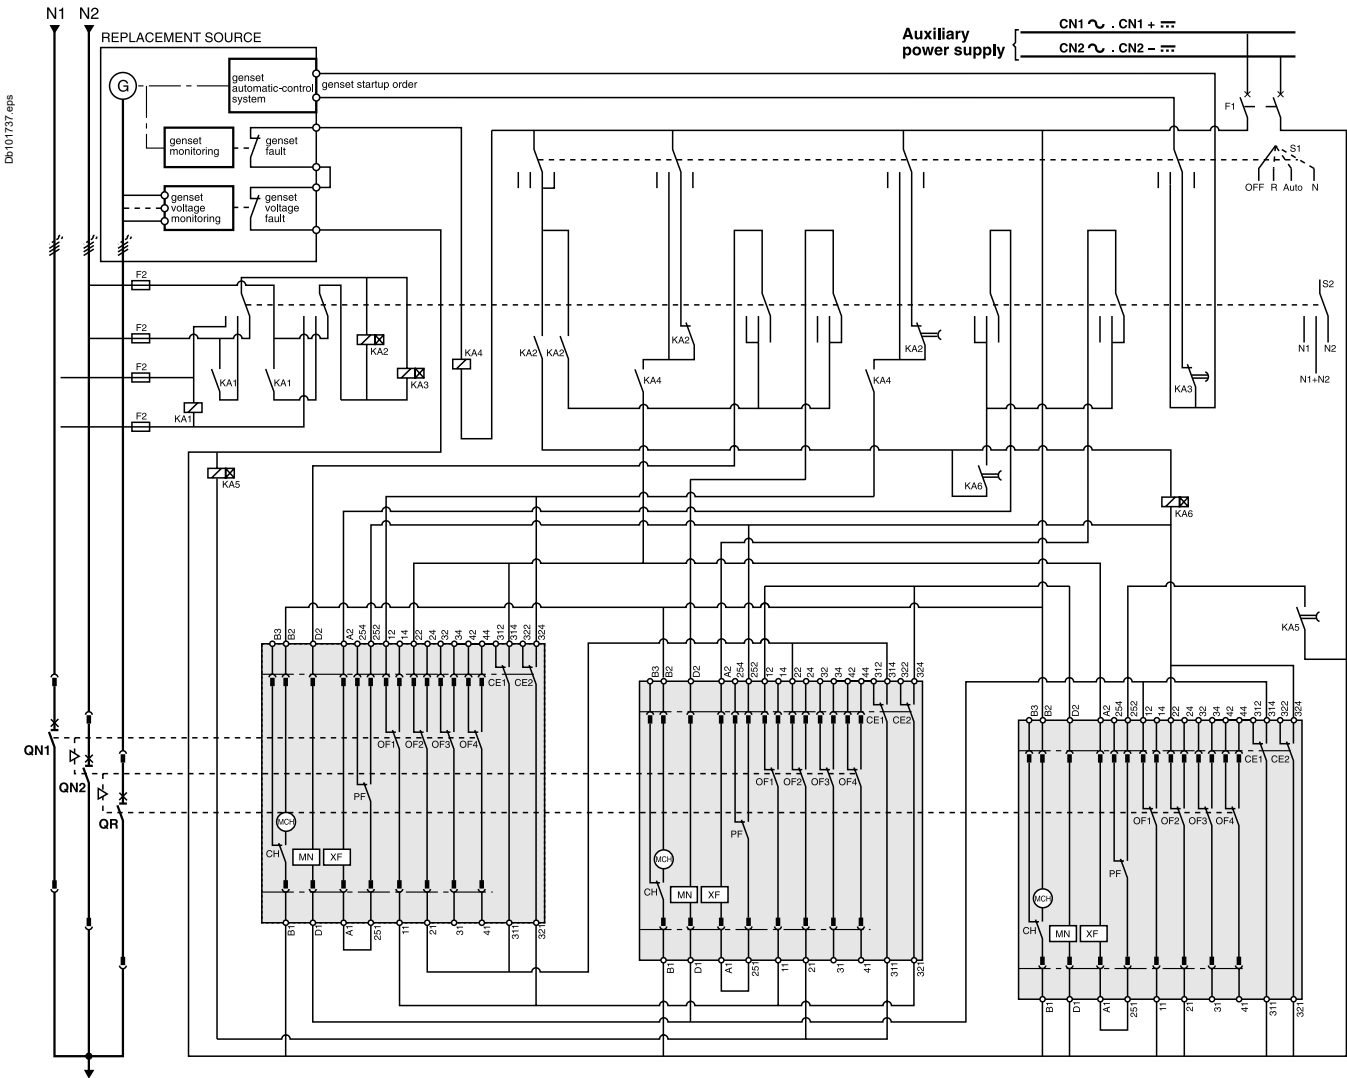 N1 N2
REPLACEMENT SOURCE
Auxiliary
power supply
CN1 . CN1 +
CN2 . CN2 –
Db101737.eps
G
genset
automatic-control
system
genset startup order
genset
monitoring
genset
fault
genset
voltage
monitoring
genset
voltage
fault
F1
S1
OFF R Auto N
F2
F2
F2
F2
KA1
KA1
KA1
KA2
KA3
KA4
KA2
KA2
KA2
KA4
KA2
KA4
KA3
S2
N1 N2
N1+N2
KA5
KA6
KA6
KA5
QN1
QN2
QR
B3 B2 D2 A2 254 252 12 14 22 24 32 34 42 44 312 314 322 324
CE1 CE2
OF1 OF2 OF3 OF4
PF
MCH
CH
MN XF
B1 D1 A1 251 11 21 31 41 311 321
B3 B2 D2 A2 254 252 12 14 22 24 32 34 42 44 312 314 322 324
CE1 CE2
OF1 OF2 OF3 OF4
PF
MCH
CH
MN XF
B1 D1 A1 251 11 21 31 41 311 321
B3 B2 D2 A2 254 252 12 14 22 24 32 34 42 44 312 314 322 324
CE1 CE2
OF1 OF2 OF3 OF4
PF
MCH
CH
MN XF
B1 D1 A1 251 11 21 31 41 311 321